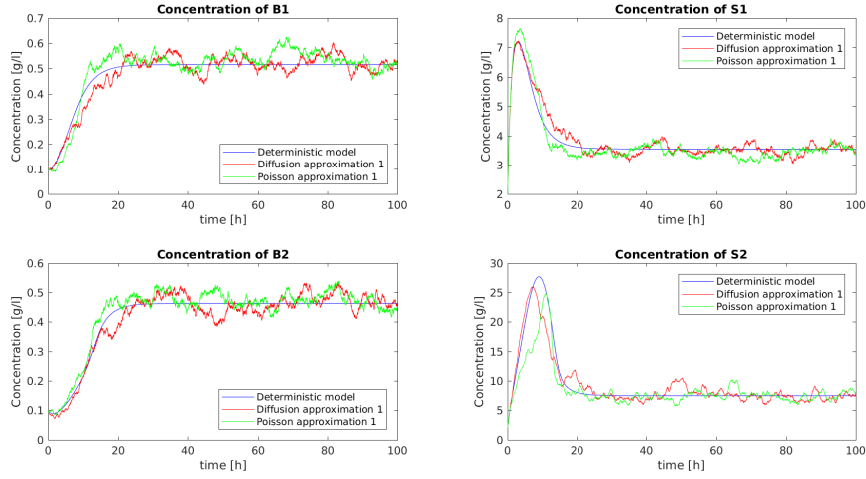 Concentration of B1
Concentration [g/l]
0.7
0.6
0.5
0.4
0.3
0.2
0.1
0
0 20 40 60 80 100
time [h]
Deterministic model
Diffusion approximation 1
Poisson approximation 1
Concentration of S1
Concentration [g/l]
8
7
6
5
4
3
2
0 20 40 60 80 100
time [h]
Deterministic model
Diffusion approximation 1
Poisson approximation 1
Concentration of B2
Concentration [g/l]
0.6
0.5
0.4
0.3
0.2
0.1
0
0 20 40 60 80 100
time [h]
Deterministic model
Diffusion approximation 1
Poisson approximation 1
Concentration of S2
Concentration [g/l]
30
25
20
15
10
5
0
0 20 40 60 80 100
time [h]
Deterministic model
Diffusion approximation 1
Poisson approximation 1